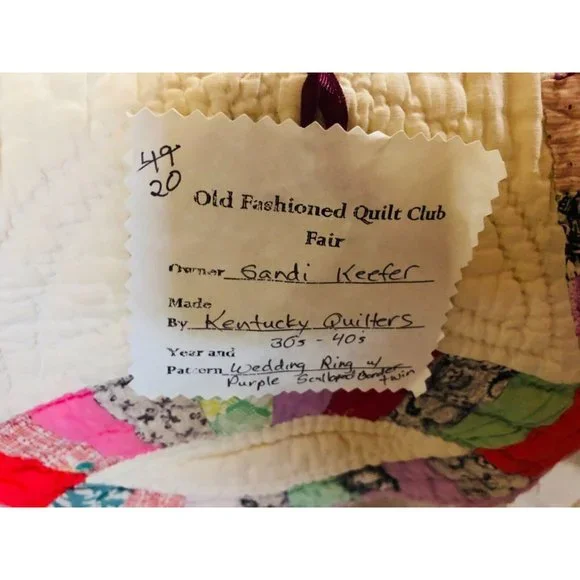 49
20
Old Fashioned Quilt Club
Fair
Owner Sandi Keefer
Made
By Kentucky Quilters
30s - 40s
Year and
Pattern Wedding Ring w/
Purple Scalloped Border twin